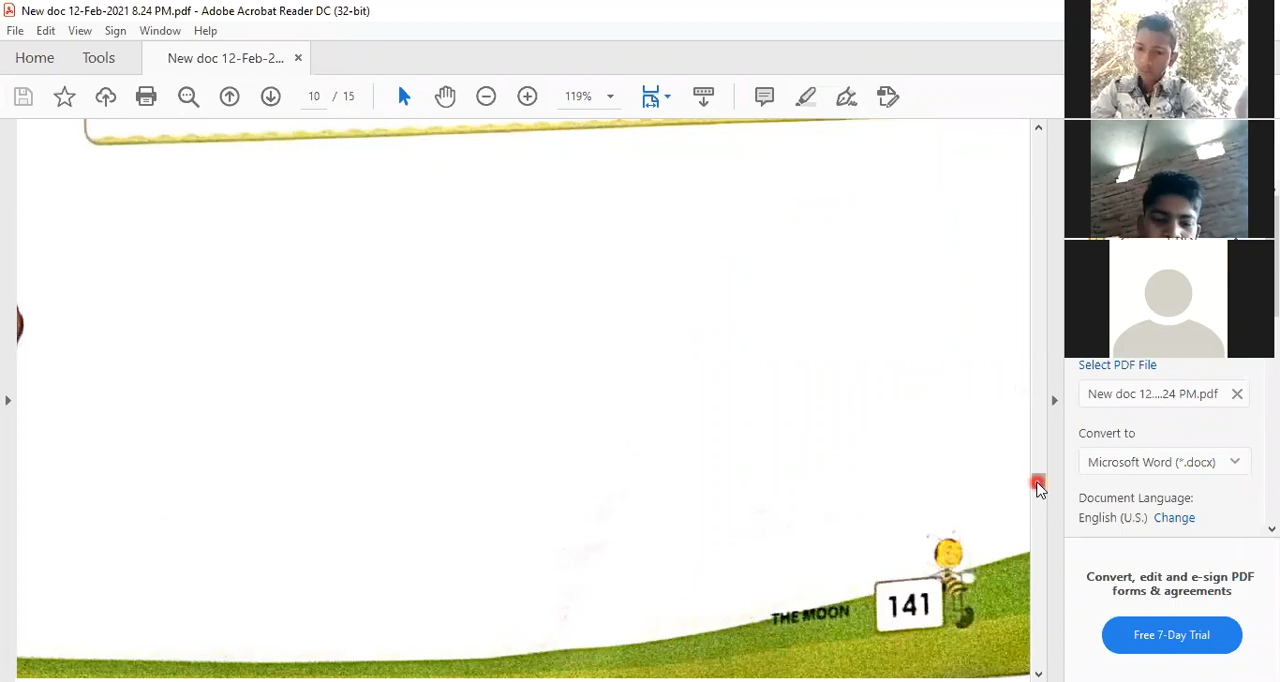 New doc 12-Feb-2021 8.24 PM.pdf - Adobe Acrobat Reader DC (32-bit)
File Edit View Sign Window Help
Home Tools New doc 12-Feb-2... ×
10 / 15 119%
Select PDF File
New doc 12....24 PM.pdf
Convert to
Microsoft Word (*.docx)
Document Language:
English (U.S.) Change
Convert, edit and e-sign PDF
forms & agreements
Free 7-Day Trial
THE MOON 141